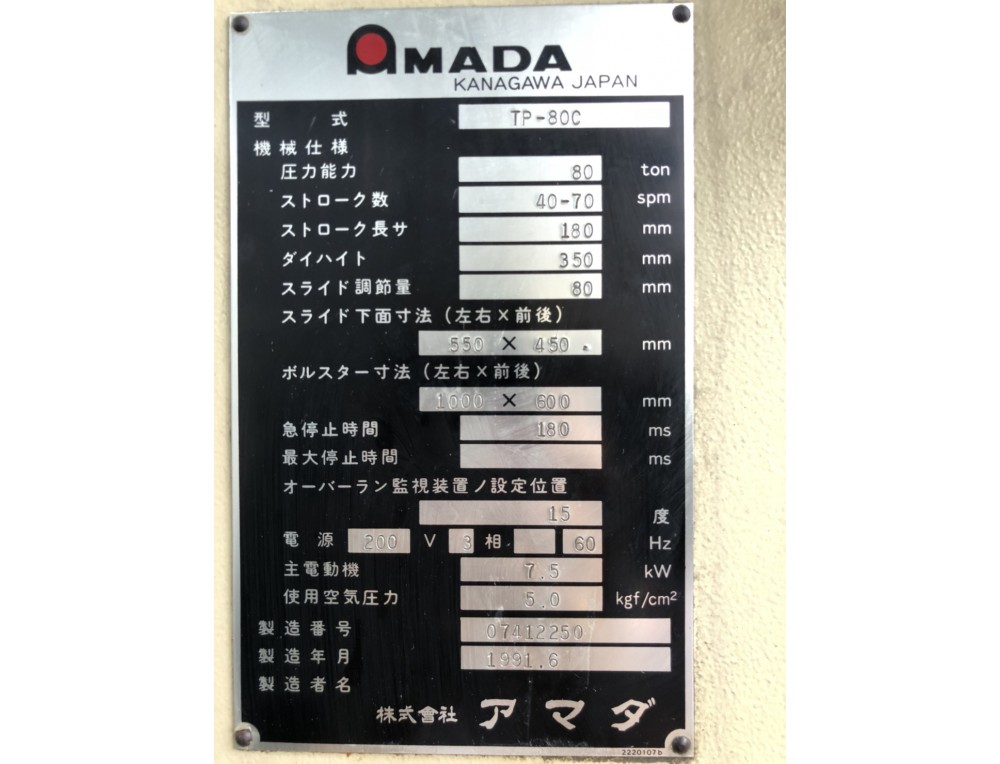 AMADA
KANAGAWA JAPAN
型式 TP-80C
機械仕様
圧力能力 80 ton
ストローク数 40-70 spm
ストローク長サ 180 mm
ダイハイト 350 mm
スライド調節量 80 mm
スライド下面寸法(左右×前後)
550 × 450. mm
ボルスター寸法(左右×前後)
1000 × 600 mm
急停止時間 180 ms
最大停止時間 ms
オーバーラン監視装置ノ設定位置
15 度
電源 200 V 3 相 60 Hz
主電動機 7.5 kW
使用空気圧力 5.0 kgf/cm²
製造番号 07412250
製造年月 1991.6
製造者名
株式會社 アマダ
2220107b